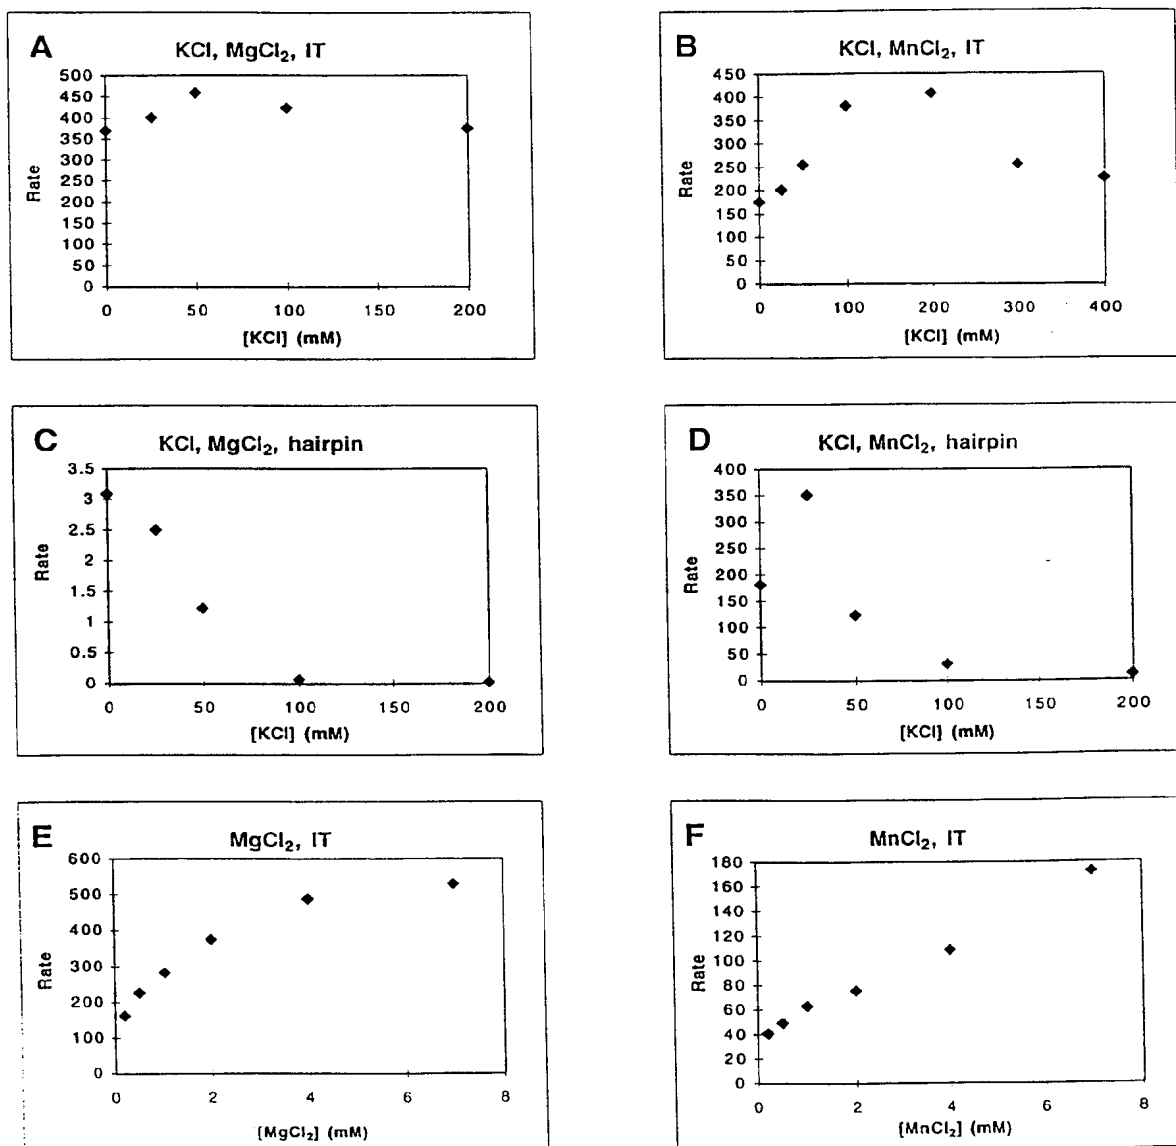 A
KCl, MgCl₂, IT
500
450
400
350
300
250
200
150
100
50
0
Rate
0 50 100 150 200
[KCl] (mM)
B
KCl, MnCl₂, IT
450
400
350
300
250
200
150
100
50
0
Rate
0 100 200 300 400
[KCl] (mM)
C
KCl, MgCl₂, hairpin
3.5
3
2.5
2
1.5
1
0.5
0
Rate
0 50 100 150 200
[KCl] (mM)
D
KCl, MnCl₂, hairpin
400
350
300
250
200
150
100
50
0
Rate
0 50 100 150 200
[KCl] (mM)
E
MgCl₂, IT
600
500
400
300
200
100
0
Rate
0 2 4 6 8
[MgCl₂] (mM)
F
MnCl₂, IT
180
160
140
120
100
80
60
40
20
0
Rate
0 2 4 6 8
[MnCl₂] (mM)